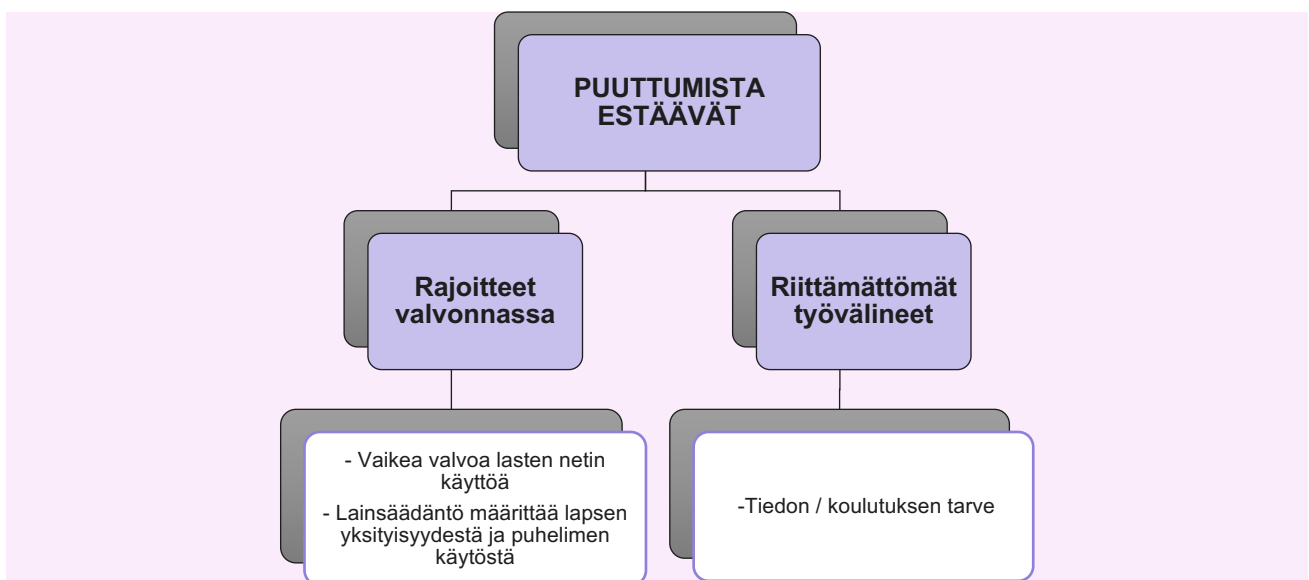 PUUTTUMISTA
ESTÄÄVÄT
Rajoitteet
valvonnassa
Riittämättömät
työvälineet
- Vaikea valvoa lasten netin
käyttöä
- Lainsäädäntö määrittää lapsen
yksityisyydestä ja puhelimen
käytöstä
-Tiedon / koulutuksen tarve